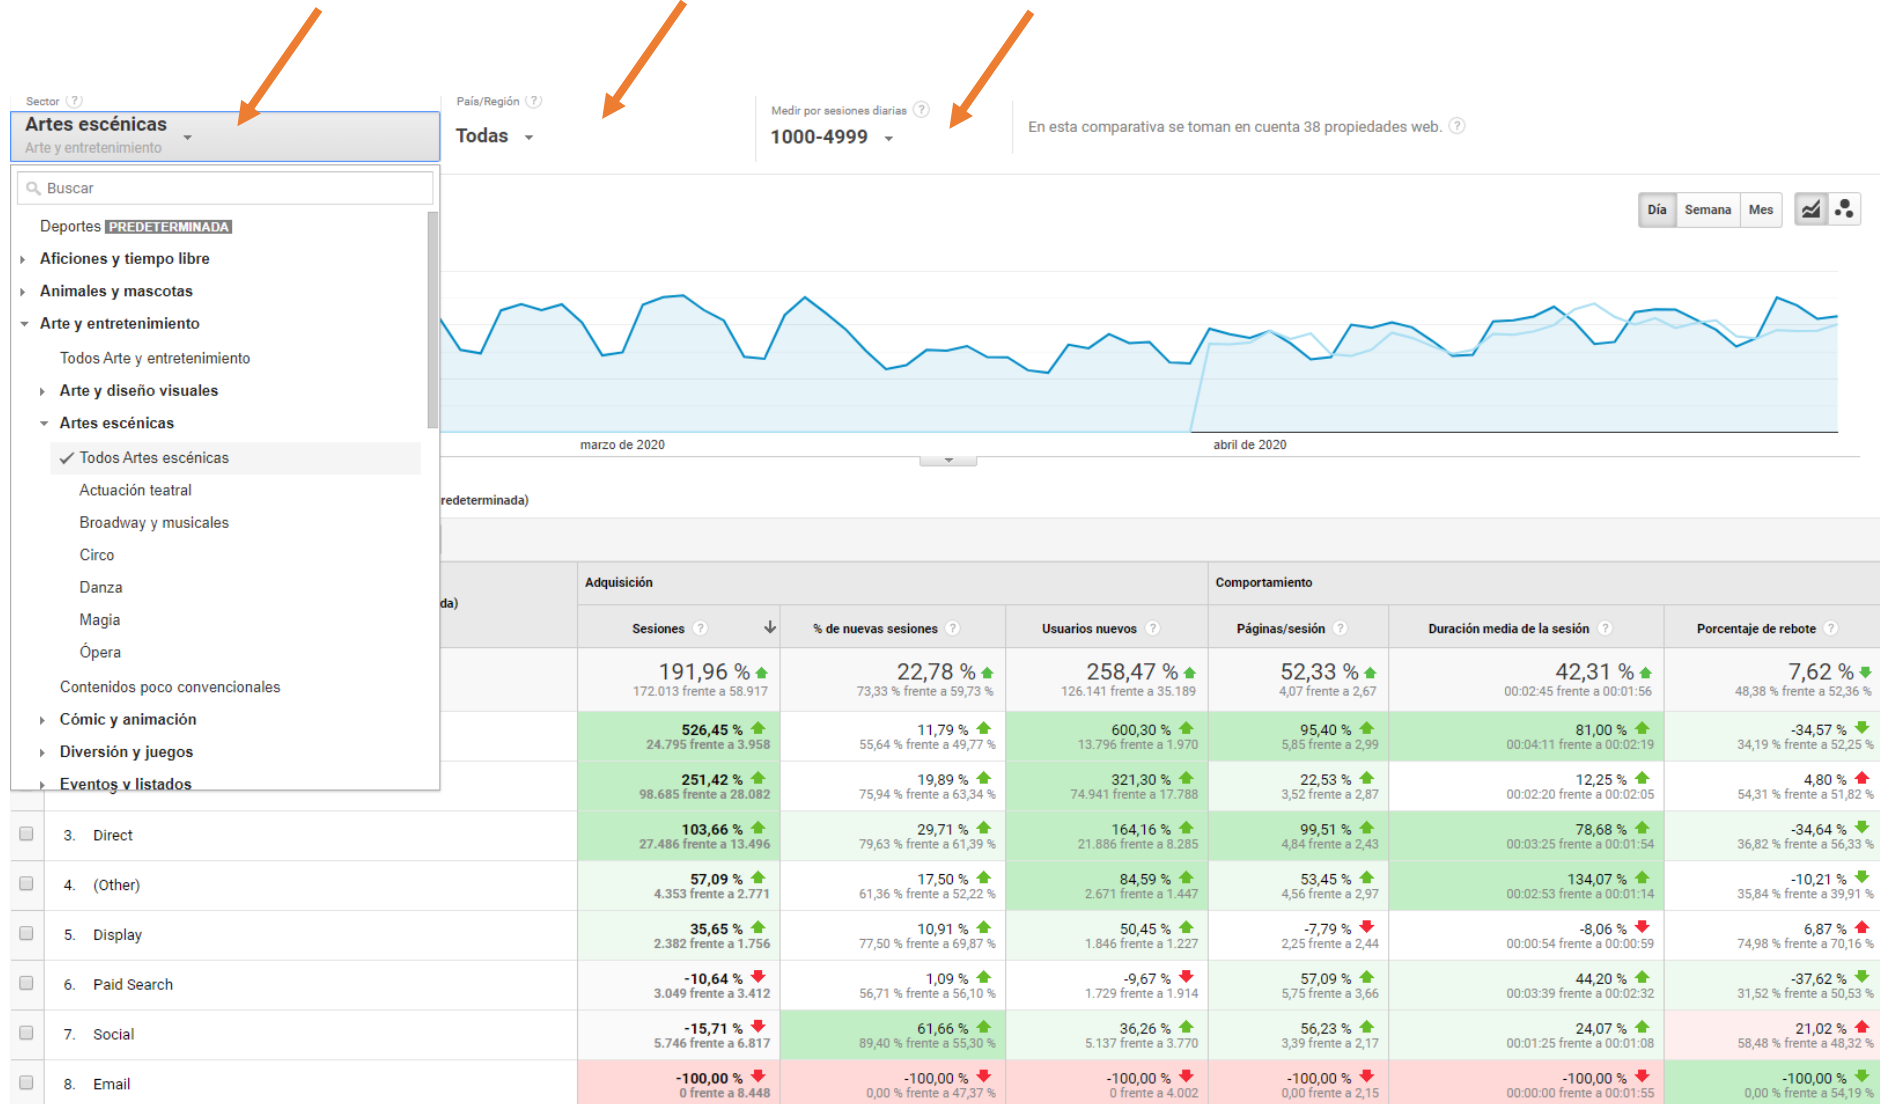 Sector ?
Artes escénicas
Arte y entretenimiento
País/Región ?
Todas
Medir por sesiones diarias ?
1000-4999
En esta comparativa se toman en cuenta 38 propiedades web. ?
Buscar
Deportes PREDETERMINADA
Aficiones y tiempo libre
Animales y mascotas
Arte y entretenimiento
Todos Arte y entretenimiento
Arte y diseño visuales
Artes escénicas
Todos Artes escénicas
Actuación teatral
Broadway y musicales
Circo
Danza
Magia
Ópera
Contenidos poco convencionales
Cómic y animación
Diversión y juegos
Eventos y listados
Día Semana Mes
marzo de 2020 abril de 2020
redeterminada)
da)
Adquisición Comportamiento
Sesiones ? % de nuevas sesiones ? Usuarios nuevos ? Páginas/sesión ? Duración media de la sesión ? Porcentaje de rebote ?
191,96 % 22,78 % 258,47 % 52,33 % 42,31 % 7,62 %
172.013 frente a 58.917 73,33 % frente a 59,73 % 126.141 frente a 35.189 4,07 frente a 2,67 00:02:45 frente a 00:01:56 48,38 % frente a 52,36 %
526,45 % 11,79 % 600,30 % 95,40 % 81,00 % -34,57 %
24.795 frente a 3.958 55,64 % frente a 49,77 % 13.796 frente a 1.970 5,85 frente a 2,99 00:04:11 frente a 00:02:19 34,19 % frente a 52,25 %
251,42 % 19,89 % 321,30 % 22,53 % 12,25 % 4,80 %
98.685 frente a 28.082 75,94 % frente a 63,34 % 74.941 frente a 17.788 3,52 frente a 2,87 00:02:20 frente a 00:02:05 54,31 % frente a 51,82 %
3. Direct 103,66 % 29,71 % 164,16 % 99,51 % 78,68 % -34,64 %
27.486 frente a 13.496 79,63 % frente a 61,39 % 21.886 frente a 8.285 4,84 frente a 2,43 00:03:25 frente a 00:01:54 36,82 % frente a 56,33 %
4. (Other) 57,09 % 17,50 % 84,59 % 53,45 % 134,07 % -10,21 %
4.353 frente a 2.771 61,36 % frente a 52,22 % 2.671 frente a 1.447 4,56 frente a 2,97 00:02:53 frente a 00:01:14 35,84 % frente a 39,91 %
5. Display 35,65 % 10,91 % 50,45 % -7,79 % -8,06 % 6,87 %
2.382 frente a 1.756 77,50 % frente a 69,87 % 1.846 frente a 1.227 2,25 frente a 2,44 00:00:54 frente a 00:00:59 74,98 % frente a 70,16 %
6. Paid Search -10,64 % 1,09 % -9,67 % 57,09 % 44,20 % -37,62 %
3.049 frente a 3.412 56,71 % frente a 56,10 % 1.729 frente a 1.914 5,75 frente a 3,66 00:03:39 frente a 00:02:32 31,52 % frente a 50,53 %
7. Social -15,71 % 61,66 % 36,26 % 56,23 % 24,07 % 21,02 %
5.746 frente a 6.817 89,40 % frente a 55,30 % 5.137 frente a 3.770 3,39 frente a 2,17 00:01:25 frente a 00:01:08 58,48 % frente a 48,32 %
8. Email -100,00 % -100,00 % -100,00 % -100,00 % -100,00 % -100,00 %
0 frente a 8.448 0,00 % frente a 47,37 % 0 frente a 4.002 0,00 frente a 2,15 00:00:00 frente a 00:01:55 0,00 % frente a 54,19 %